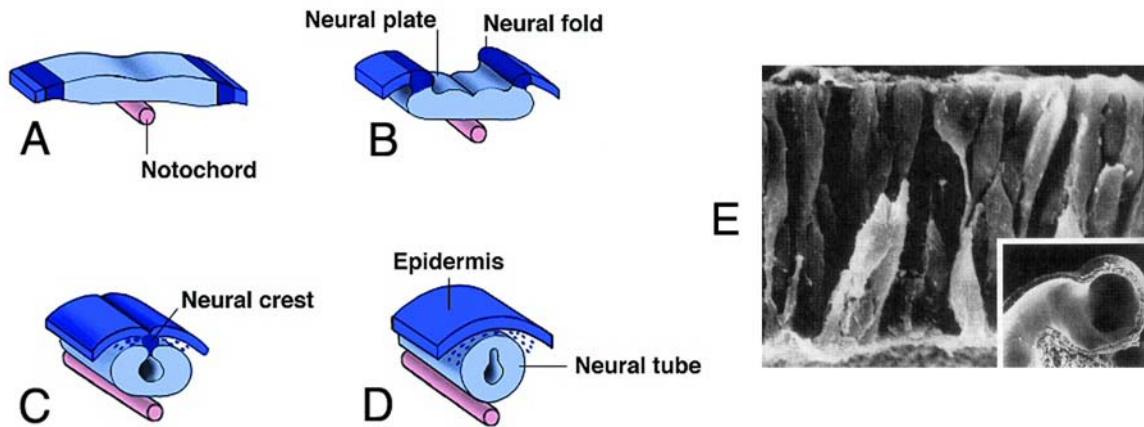 Neural plate
Neural fold
A
Notochord
B
E
Epidermis
Neural crest
C
D
Neural tube